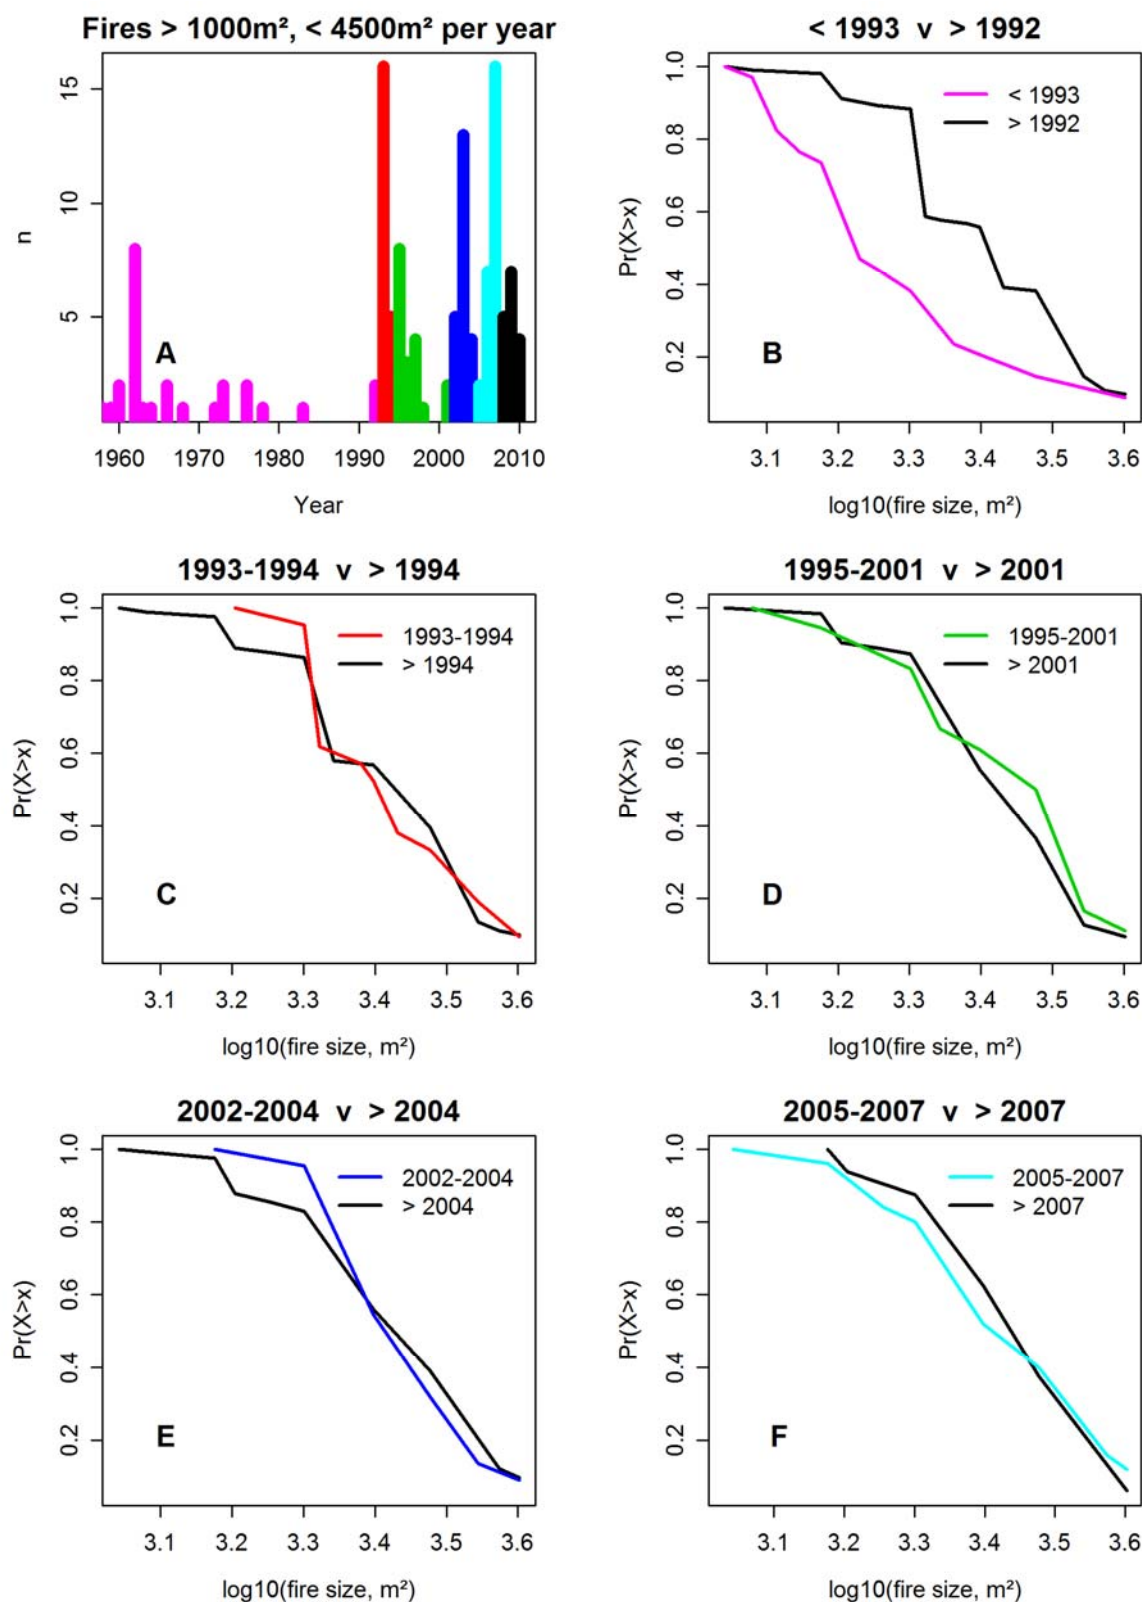 Fires > 1000m², < 4500m² per year
15
10
5
n
A
1960 1970 1980 1990 2000 2010
Year
< 1993 v > 1992
1.0
0.8
0.6
0.4
0.2
Pr(X>x)
< 1993
> 1992
B
3.1 3.2 3.3 3.4 3.5 3.6
log10(fire size, m²)
1993-1994 v > 1994
1.0
0.8
0.6
0.4
0.2
Pr(X>x)
1993-1994
> 1994
C
3.1 3.2 3.3 3.4 3.5 3.6
log10(fire size, m²)
1995-2001 v > 2001
1.0
0.8
0.6
0.4
0.2
Pr(X>x)
1995-2001
> 2001
D
3.1 3.2 3.3 3.4 3.5 3.6
log10(fire size, m²)
2002-2004 v > 2004
1.0
0.8
0.6
0.4
0.2
Pr(X>x)
2002-2004
> 2004
E
3.1 3.2 3.3 3.4 3.5 3.6
log10(fire size, m²)
2005-2007 v > 2007
1.0
0.8
0.6
0.4
0.2
Pr(X>x)
2005-2007
> 2007
F
3.1 3.2 3.3 3.4 3.5 3.6
log10(fire size, m²)